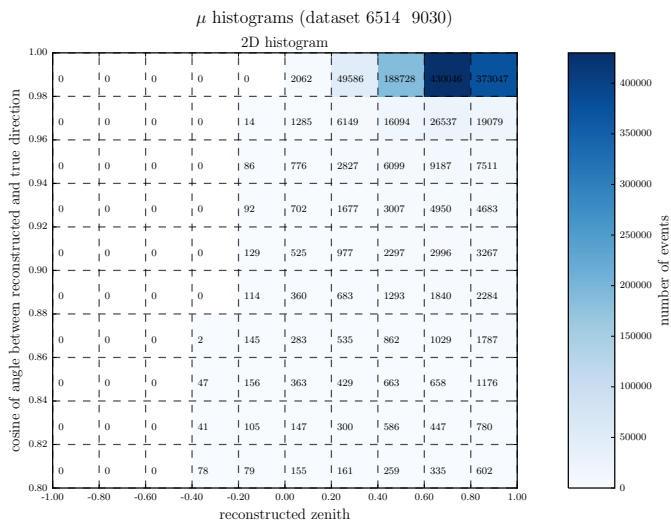 μ histograms (dataset 6514 9030)
2D histogram
1.00
0 0 0 0 0 2062 49586 188728 430046 373047
0.98
0 0 0 0 14 1285 6149 16094 26537 19079
0.96
0 0 0 0 86 776 2827 6099 9187 7511
0.94
0 0 0 0 92 702 1677 3007 4950 4683
0.92
0 0 0 0 129 525 977 2297 2996 3267
0.90
0 0 0 0 114 360 683 1293 1840 2284
0.88
0 0 0 2 145 283 535 862 1029 1787
0.86
0 0 0 47 156 363 429 663 658 1176
0.84
0 0 0 41 105 147 300 586 447 780
0.82
0 0 0 78 79 155 161 259 335 602
0.80
-1.00 -0.80 -0.60 -0.40 -0.20 0.00 0.20 0.40 0.60 0.80 1.00
reconstructed zenith
cosine of angle between reconstructed and true direction
400000
350000
300000
250000
200000
150000
100000
50000
0
number of events